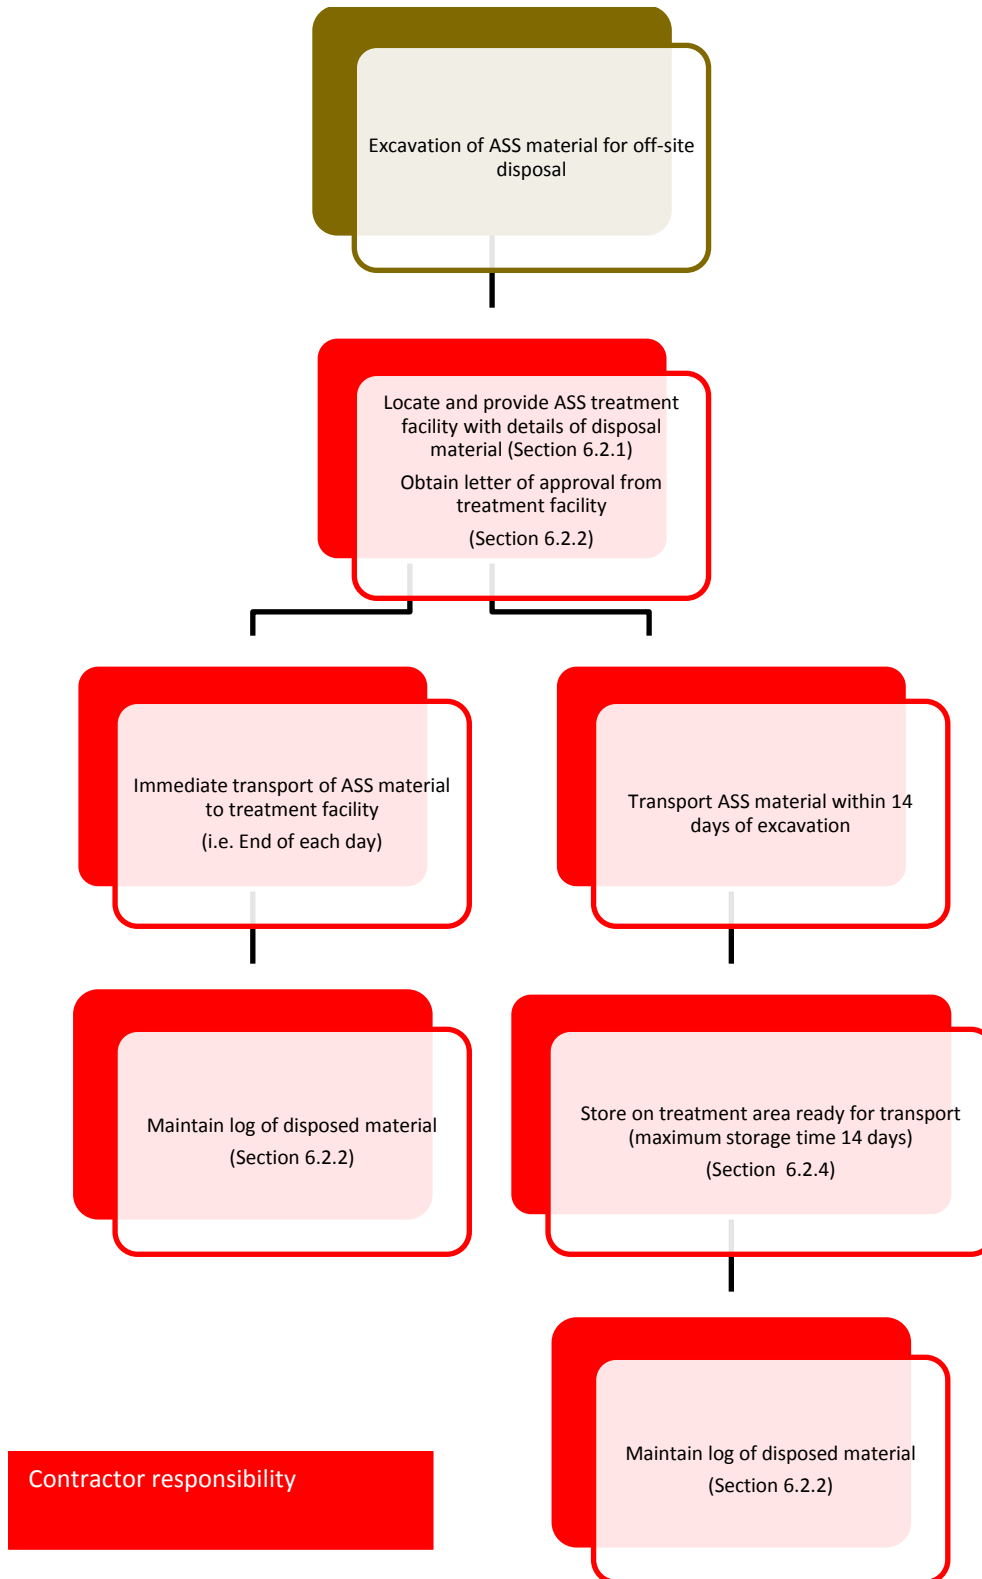 Excavation of ASS material for off-site
disposal
Locate and provide ASS treatment
facility with details of disposal
material (Section 6.2.1)
Obtain letter of approval from
treatment facility
(Section 6.2.2)
Immediate transport of ASS material
to treatment facility
(i.e. End of each day)
Transport ASS material within 14
days of excavation
Maintain log of disposed material
(Section 6.2.2)
Store on treatment area ready for transport
(maximum storage time 14 days)
(Section  6.2.4)
Maintain log of disposed material
(Section 6.2.2)
Contractor responsibility